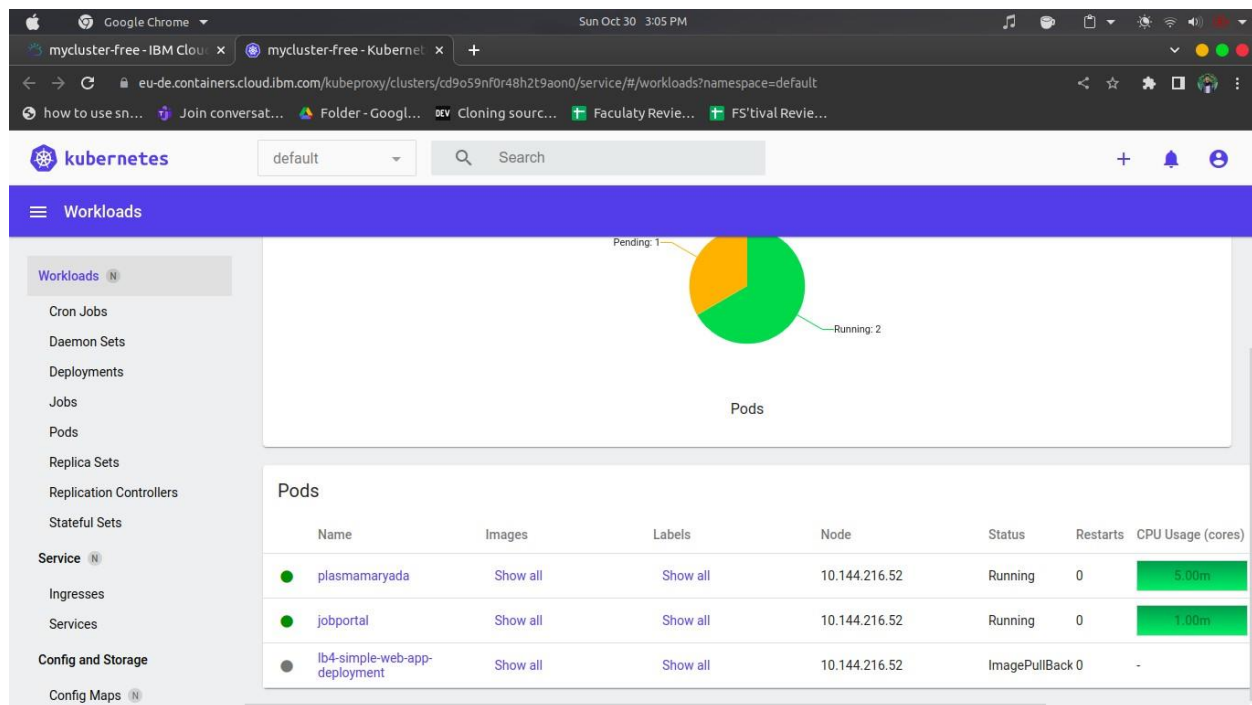 Google Chrome
Sun Oct 30 3:05 PM
mycluster-free - IBM Clou
mycluster-free - Kubernet
eu-de.containers.cloud.ibm.com/kubeproxy/clusters/cd9o59nf0r48h2t9aon0/service/#/workloads?namespace=default
how to use sn... Join conversat... Folder - Googl... DEV Cloning sourc... Faculaty Revie... FS'tival Revie...
kubernetes
default
Search
Workloads
Pending: 1
Running: 2
Pods
Workloads N
Cron Jobs
Daemon Sets
Deployments
Jobs
Pods
Replica Sets
Replication Controllers
Stateful Sets
Service N
Ingresses
Services
Config and Storage
Config Maps N
Pods
Name Images Labels Node Status Restarts CPU Usage (cores)
plasmamaryada Show all Show all 10.144.216.52 Running 0 5.00m
jobportal Show all Show all 10.144.216.52 Running 0 1.00m
lb4-simple-web-app-
deployment Show all Show all 10.144.216.52 ImagePullBack 0 -